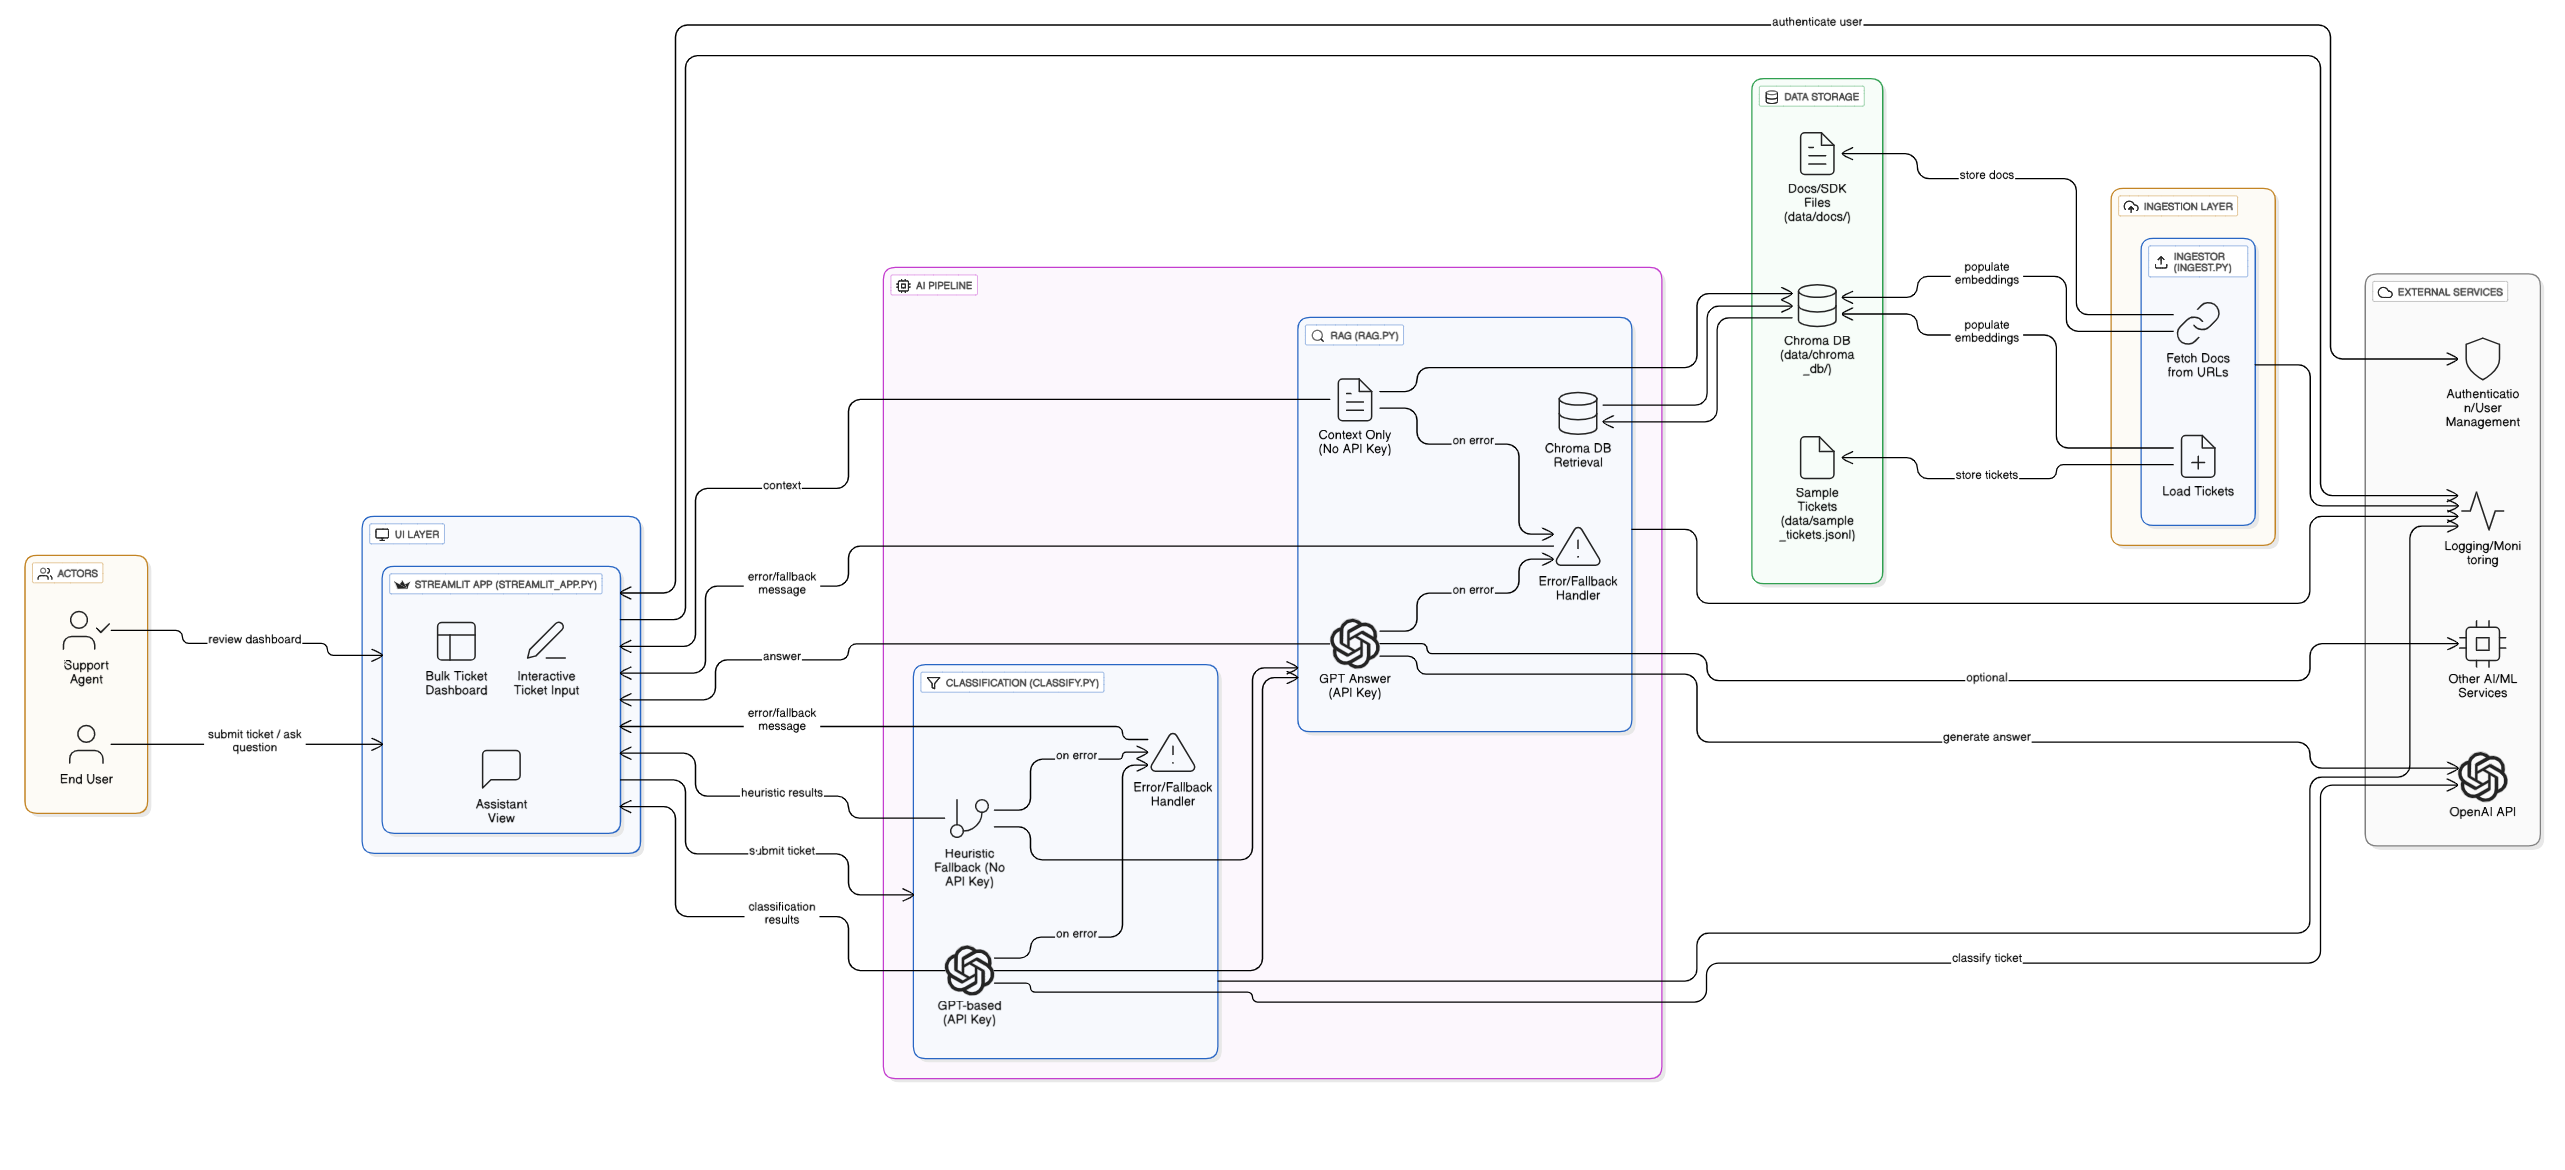 authenticate user
DATA STORAGE
Docs/SDK
Files
(data/docs/)
store docs
INGESTION LAYER
INGESTOR
(INGEST.PY)
populate
embeddings
AI PIPELINE
EXTERNAL SERVICES
RAG (RAG.PY)
populate
embeddings
Chroma DB
(data/chroma
_db/)
Fetch Docs
from URLs
Authenticatio
n/User
Management
Context Only
(No API Key)
on error
Chroma DB
Retrieval
context
store tickets
Load Tickets
Sample
Tickets
(data/sample
_tickets.jsonl)
UI LAYER
Logging/Moni
toring
ACTORS
STREAMLIT APP (STREAMLIT_APP.PY)
error/fallback
message
on error
Error/Fallback
Handler
review dashboard
Support
Agent
Bulk Ticket
Dashboard
Interactive
Ticket Input
answer
GPT Answer
(API Key)
optional
Other AI/ML
Services
CLASSIFICATION (CLASSIFY.PY)
error/fallback
message
submit ticket / ask
question
generate answer
End User
on error
Error/Fallback
Handler
heuristic results
Assistant
View
OpenAI API
submit ticket
Heuristic
Fallback (No
API Key)
classification
results
on error
classify ticket
GPT-based
(API Key)